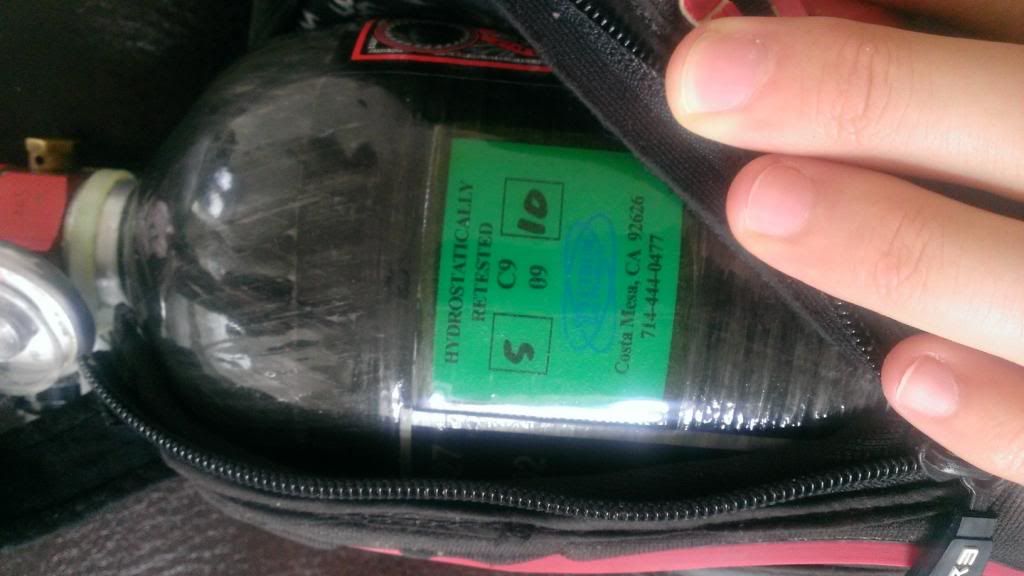 HYDROSTATICALLY
RETESTED
5 C9 10
09
Costa Mesa, CA 92626
714-444-0477